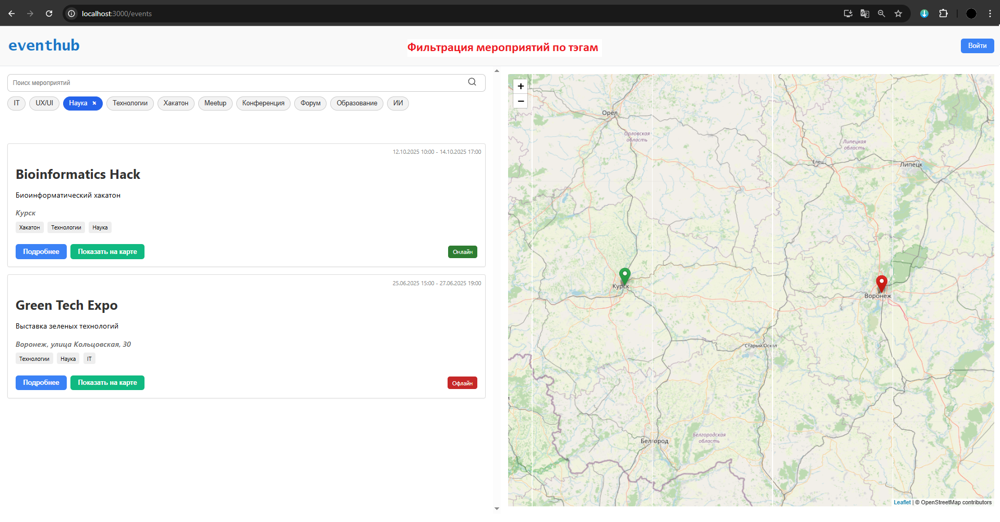 localhost:3000/events
eventhub
Фильтрация мероприятий по тэгам
Войти
Поиск мероприятий
IT UX/UI Наука × Технологии Хакатон Meetup Конференция Форум Образование ИИ
12.10.2025 10:00 - 14.10.2025 17:00
Bioinformatics Hack
Биоинформатический хакатон
Курск
Хакатон Технологии Наука
Подробнее Показать на карте Онлайн
25.06.2025 15:00 - 27.06.2025 19:00
Green Tech Expo
Выставка зеленых технологий
Воронеж, улица Кольцовская, 30
Технологии Наука IT
Подробнее Показать на карте Офлайн
+
−
Орёл
Орловская
область
Липецкая
область
Елец
Липецк
Курск
Воронеж
Старый Оскол
Белгородская
область
Белгород
Leaflet | © OpenStreetMap contributors